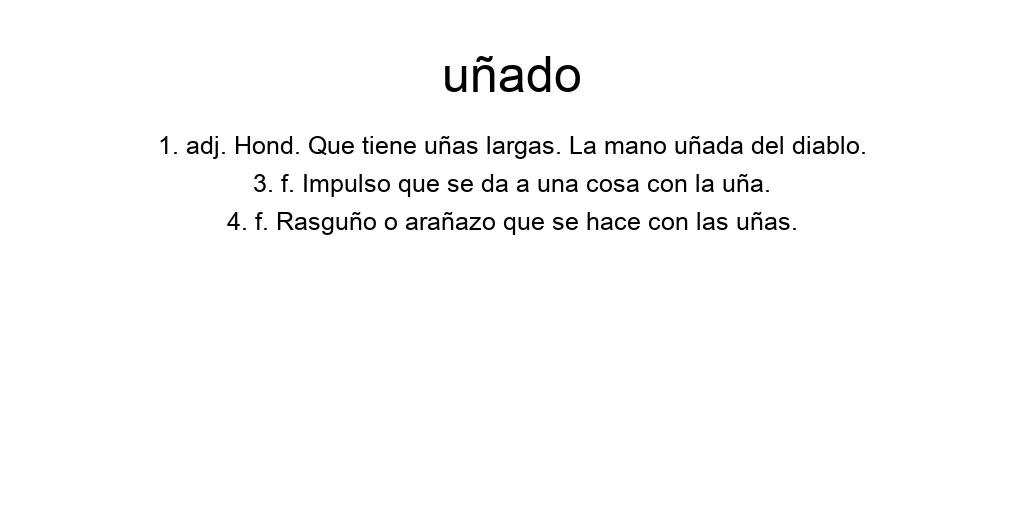 uñado
1. adj. Hond. Que tiene uñas largas. La mano uñada del diablo.
3. f. Impulso que se da a una cosa con la uña.
4. f. Rasguño o arañazo que se hace con las uñas.